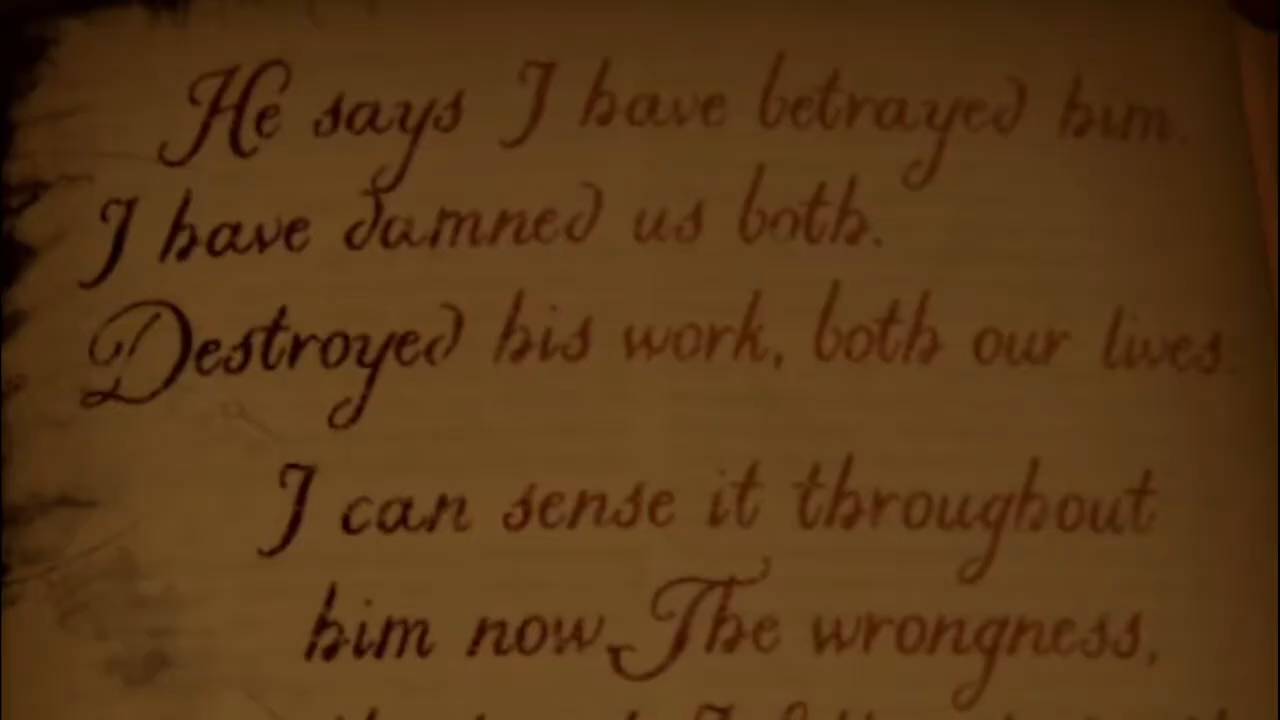 He says I have betrayed him.
I have damned us both.
Destroyed his work, both our lives.
I can sense it throughout
him now. The wrongness,